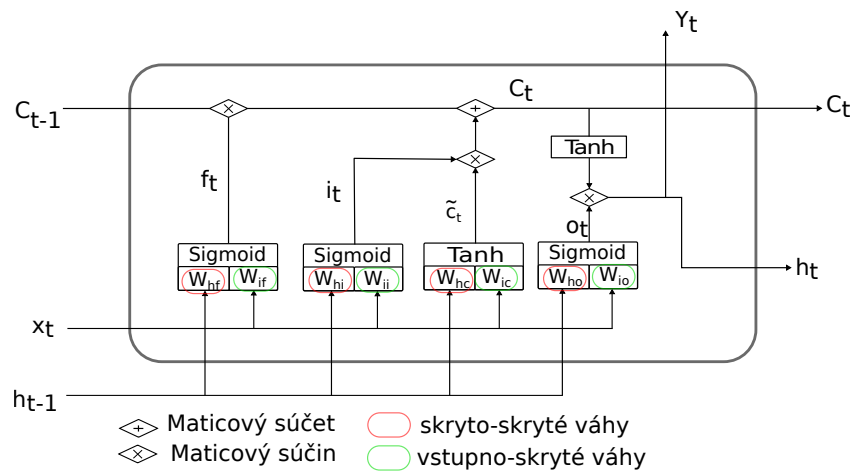 Yt
Ct-1
Ct
Ct
Tanh
ft
it
c̃t
ot
Sigmoid
Sigmoid
Tanh
Sigmoid
Whf Wif
Whi Wii
Whc Wic
Who Wio
ht
xt
ht-1
Maticový súčet
skryto-skryté váhy
Maticový súčin
vstupno-skryté váhy